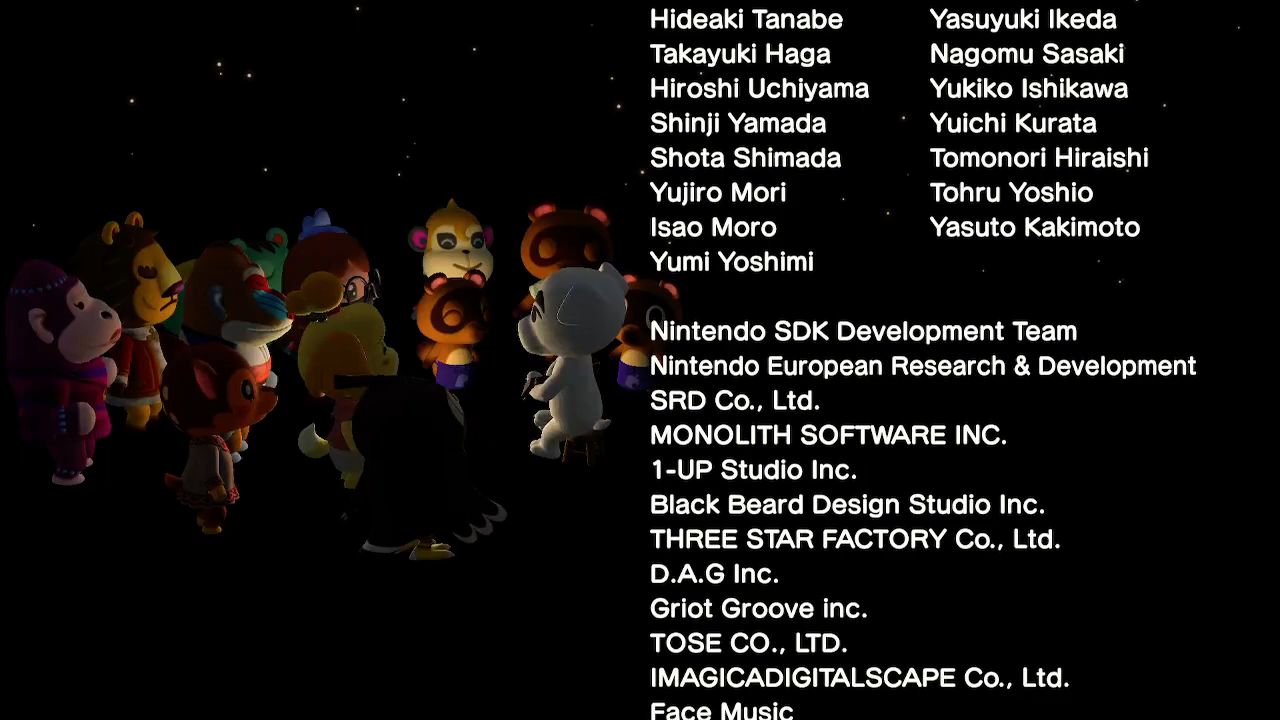 Hideaki Tanabe Yasuyuki Ikeda
Takayuki Haga Nagomu Sasaki
Hiroshi Uchiyama Yukiko Ishikawa
Shinji Yamada Yuichi Kurata
Shota Shimada Tomonori Hiraishi
Yujiro Mori Tohru Yoshio
Isao Moro Yasuto Kakimoto
Yumi Yoshimi
Nintendo SDK Development Team
Nintendo European Research & Development
SRD Co., Ltd.
MONOLITH SOFTWARE INC.
1-UP Studio Inc.
Black Beard Design Studio Inc.
THREE STAR FACTORY Co., Ltd.
D.A.G Inc.
Griot Groove inc.
TOSE CO., LTD.
IMAGICADIGITALSCAPE Co., Ltd.
Face Music